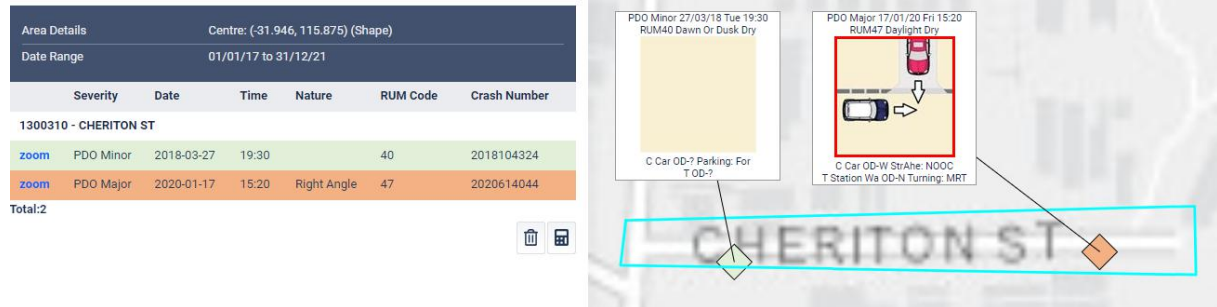 Area Details Centre: (-31.946, 115.875) (Shape)
Date Range 01/01/17 to 31/12/21
Severity Date Time Nature RUM Code Crash Number
1300310 - CHERITON ST
zoom PDO Minor 2018-03-27 19:30 40 2018104324
zoom PDO Major 2020-01-17 15:20 Right Angle 47 2020614044
Total:2
PDO Minor 27/03/18 Tue 19:30
RUM40 Dawn Or Dusk Dry
C Car OD-? Parking: For
T OD-?
PDO Major 17/01/20 Fri 15:20
RUM47 Daylight Dry
C Car OD-W StrAhe: NOOC
T Station Wa OD-N Turning: MRT
CHERITON ST